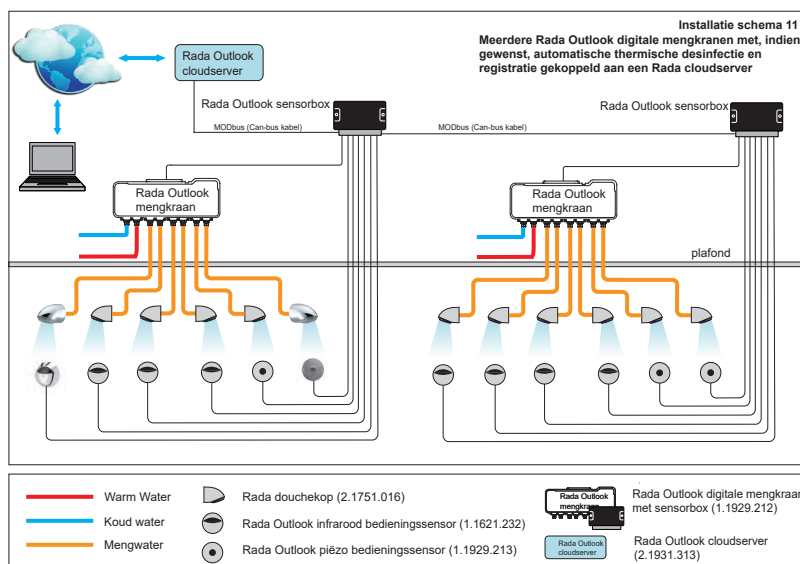 Installatie schema 11
Meerdere Rada Outlook digitale mengkranen met, indien
gewenst, automatische thermische desinfectie en
registratie gekoppeld aan een Rada cloudserver
Rada Outlook
cloudserver
Rada Outlook sensorbox
Rada Outlook sensorbox
MODbus (Can-bus kabel)
MODbus (Can-bus kabel)
Rada Outlook
mengkraan
Rada Outlook
mengkraan
plafond
Warm Water
Koud water
Mengwater
Rada douchekop (2.1751.016)
Rada Outlook infrarood bedieningssensor (1.1621.232)
Rada Outlook piëzo bedieningssensor (1.1929.213)
Rada Outlook
mengkraan
Rada Outlook digitale mengkraan
met sensorbox (1.1929.212)
Rada Outlook
cloudserver
Rada Outlook cloudserver
(2.1931.313)